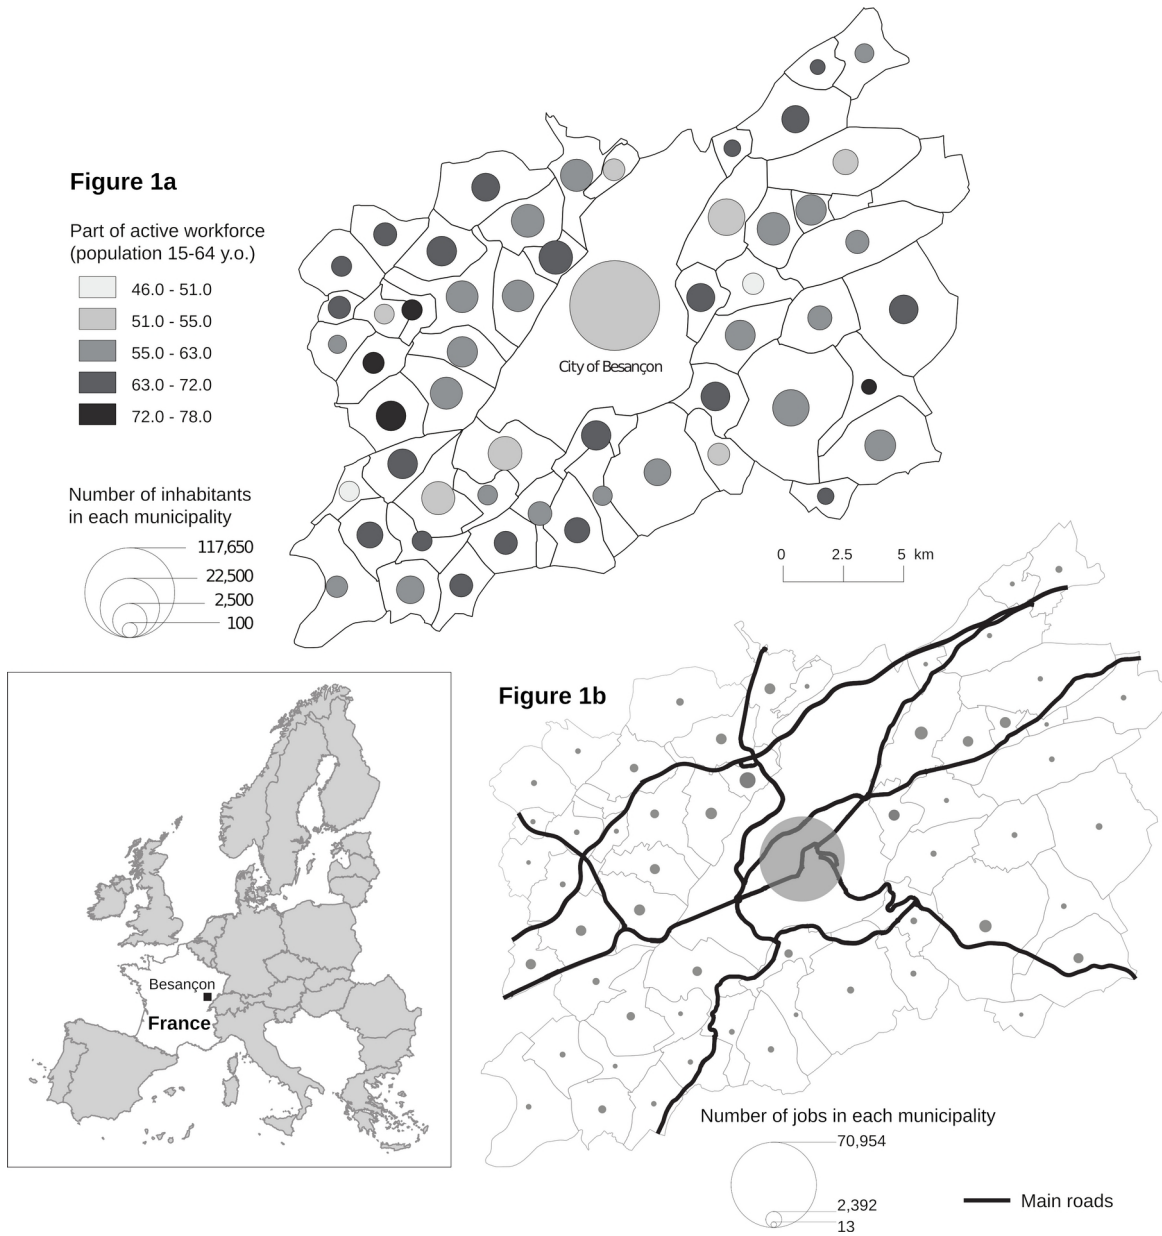 Figure 1a
Part of active workforce
(population 15-64 y.o.)
46.0 - 51.0
51.0 - 55.0
55.0 - 63.0
63.0 - 72.0
72.0 - 78.0
Number of inhabitants
in each municipality
117,650
22,500
2,500
100
City of Besançon
0 2.5 5 km
Figure 1b
Besançon
France
Number of jobs in each municipality
70,954
2,392
13
Main roads